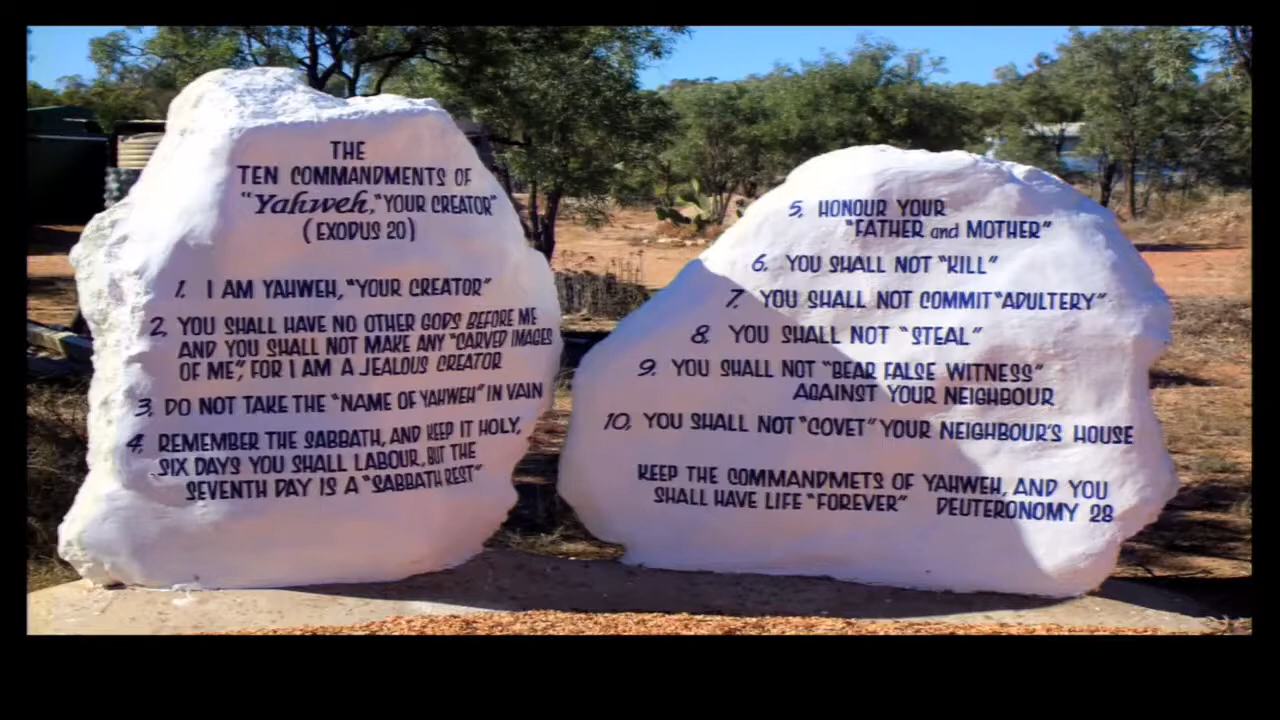 THE
TEN COMMANDMENTS OF
"Yahweh,"YOUR CREATOR"
(EXODUS 20)
1. I AM YAHWEH, "YOUR CREATOR"
2, YOU SHALL HAVE NO OTHER GODS BEFORE ME
AND YOU SHALL NOT MAKE ANY "CARVED IMAGES
OF ME", FOR I AM A JEALOUS CREATOR
3, DO NOT TAKE THE "NAME OF YAHWEH" IN VAIN
4, REMEMBER THE SABBATH, AND KEEP IT HOLY,
SIX DAYS YOU SHALL LABOUR, BUT THE
SEVENTH DAY IS A "SABBATH REST"
5, HONOUR YOUR
"FATHER and MOTHER"
6, YOU SHALL NOT "KILL"
7, YOU SHALL NOT COMMIT "ADULTERY"
8, YOU SHALL NOT "STEAL"
9, YOU SHALL NOT "BEAR FALSE WITNESS"
AGAINST YOUR NEIGHBOUR
10, YOU SHALL NOT "COVET" YOUR NEIGHBOUR'S HOUSE
KEEP THE COMMANDMETS OF YAHWEH, AND YOU
SHALL HAVE LIFE "FOREVER" DEUTERONOMY 28